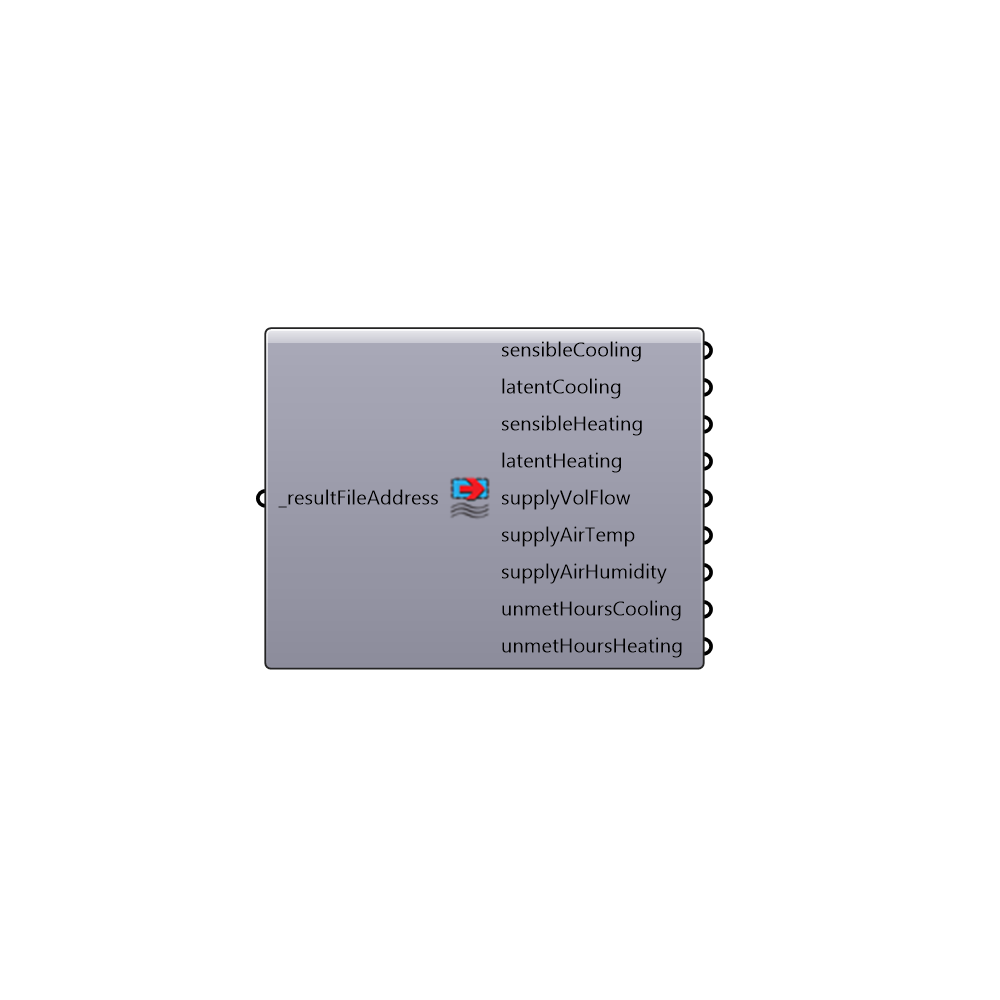 sensibleCooling
latentCooling
sensibleHeating
latentHeating
_resultFileAddress
supplyVolFlow
supplyAirTemp
supplyAirHumidity
unmetHoursCooling
unmetHoursHeating